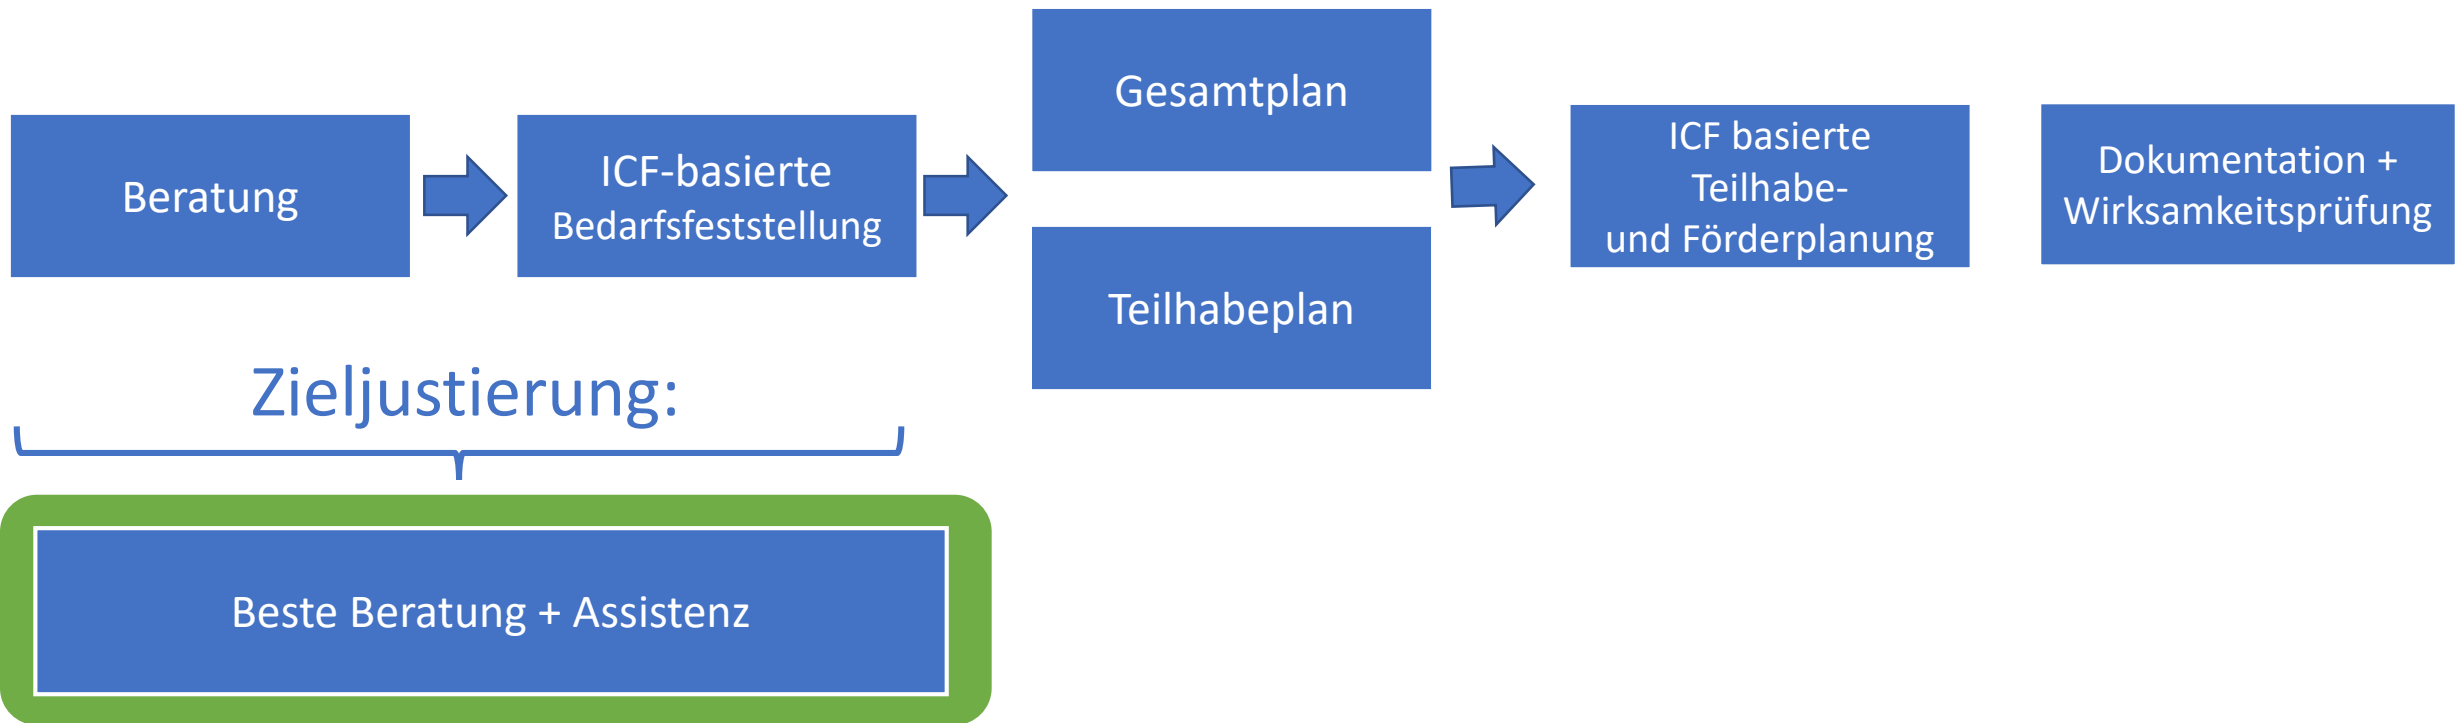 Beratung
ICF-basierte
Bedarfsfeststellung
Gesamtplan
Teilhabeplan
ICF basierte
Teilhabe-
und Förderplanung
Dokumentation +
Wirksamkeitsprüfung
Zieljustierung:
Beste Beratung + Assistenz